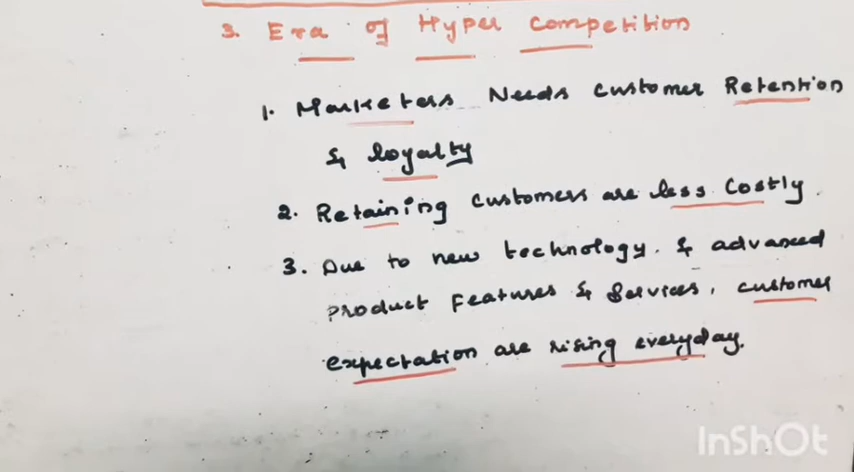 3. Era of Hyper Competition
1. Marketers Needs customer Retention
& loyalty
2. Retaining customers are less costly.
3. Due to new technology. & advanced
product Features & Services, customer
expectation are rising everyday.
InShOt